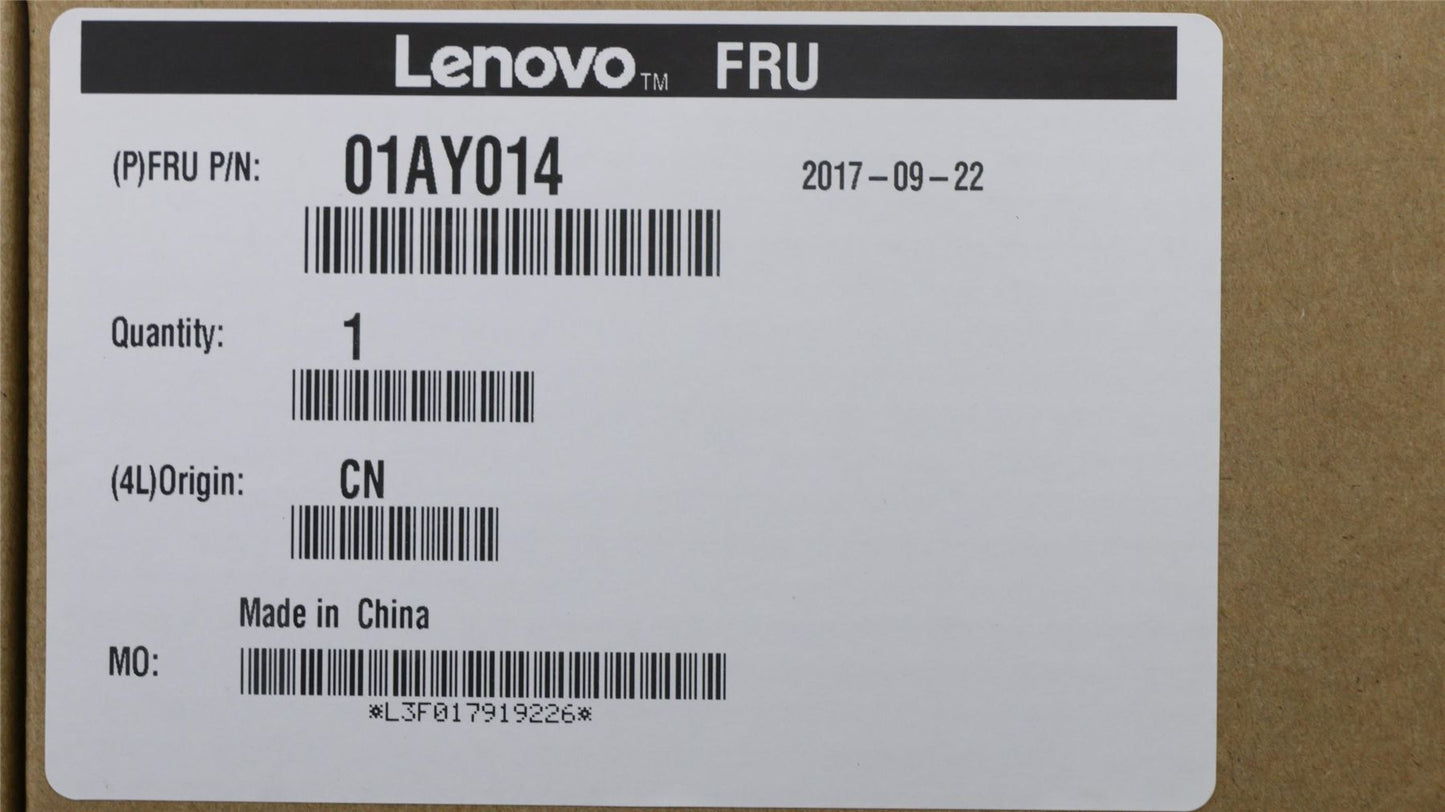 Lenovo™ FRU
(P)FRU P/N: 01AY014 2017-09-22
Quantity: 1
(4L)Origin: CN
Made in China
MO:
*L3F017919226*